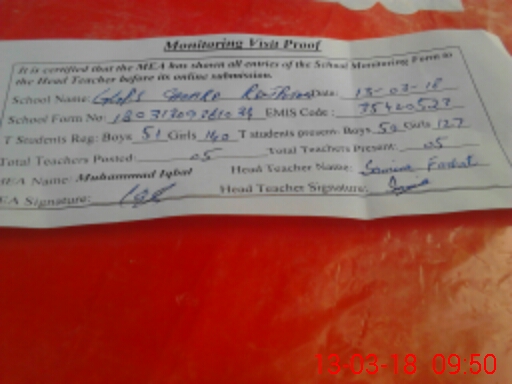 Monitoring Visit Proof
It is certified that the MEA has shown all entries of the School Monitoring Form to
the Head Teacher before its online submission.
School Name: GGPS Date: 13-03-18
School Form No: EMIS Code: 35420527
T Students Reg: Boys 51 Girls 140 T students present: Boys 50 Girls 127
Total Teachers Posted: 05 Total Teachers Present: 05
MEA Name: Muhammad Iqbal Head Teacher Name:
EA Signature: Head Teacher Signature:
13-03-18 09:50